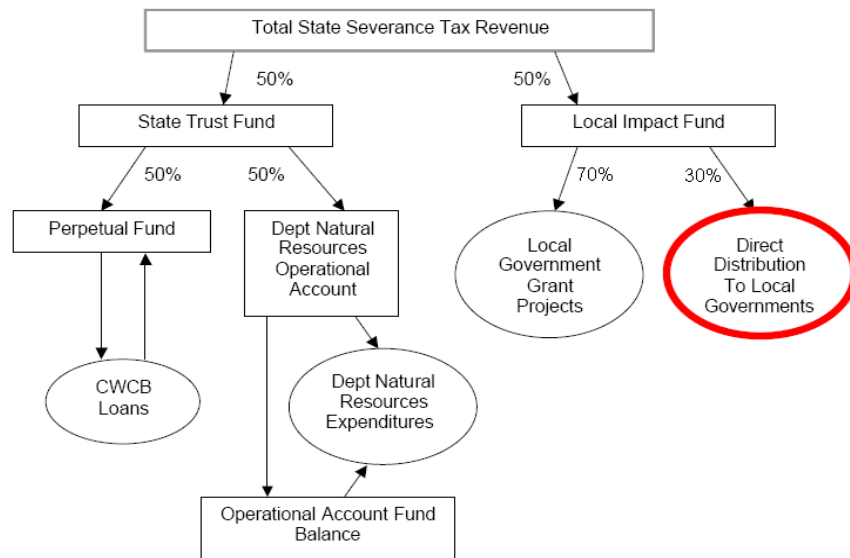 Total State Severance Tax Revenue
50%
50%
State Trust Fund
Local Impact Fund
50%
50%
70%
30%
Perpetual Fund
Dept Natural
Resources
Operational
Account
Local
Government
Grant
Projects
Direct
Distribution
To Local
Governments
CWCB
Loans
Dept Natural
Resources
Expenditures
Operational Account Fund
Balance